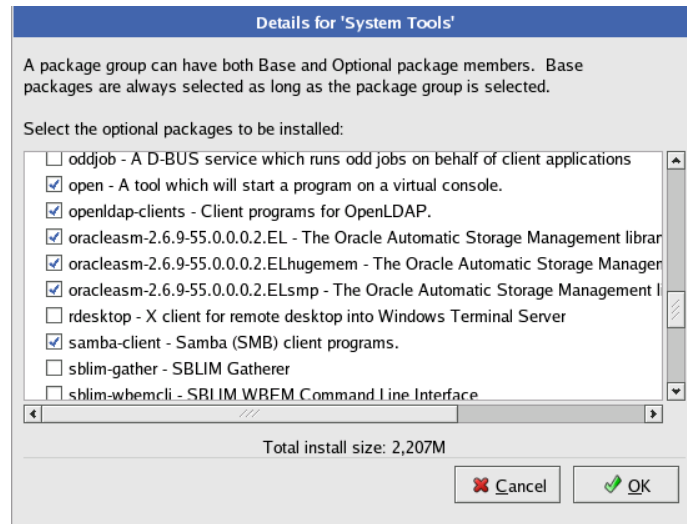 Details for 'System Tools'
A package group can have both Base and Optional package members. Base
packages are always selected as long as the package group is selected.
Select the optional packages to be installed:
oddjob - A D-BUS service which runs odd jobs on behalf of client applications
open - A tool which will start a program on a virtual console.
openldap-clients - Client programs for OpenLDAP.
oracleasm-2.6.9-55.0.0.0.2.EL - The Oracle Automatic Storage Management librar
oracleasm-2.6.9-55.0.0.0.2.ELhugemem - The Oracle Automatic Storage Manager
oracleasm-2.6.9-55.0.0.0.2.ELsmp - The Oracle Automatic Storage Management l
rdesktop - X client for remote desktop into Windows Terminal Server
samba-client - Samba (SMB) client programs.
sblim-gather - SBLIM Gatherer
sblim-wbemcli - SBLIM WBEM Command Line Interface
Total install size: 2,207M
Cancel
OK